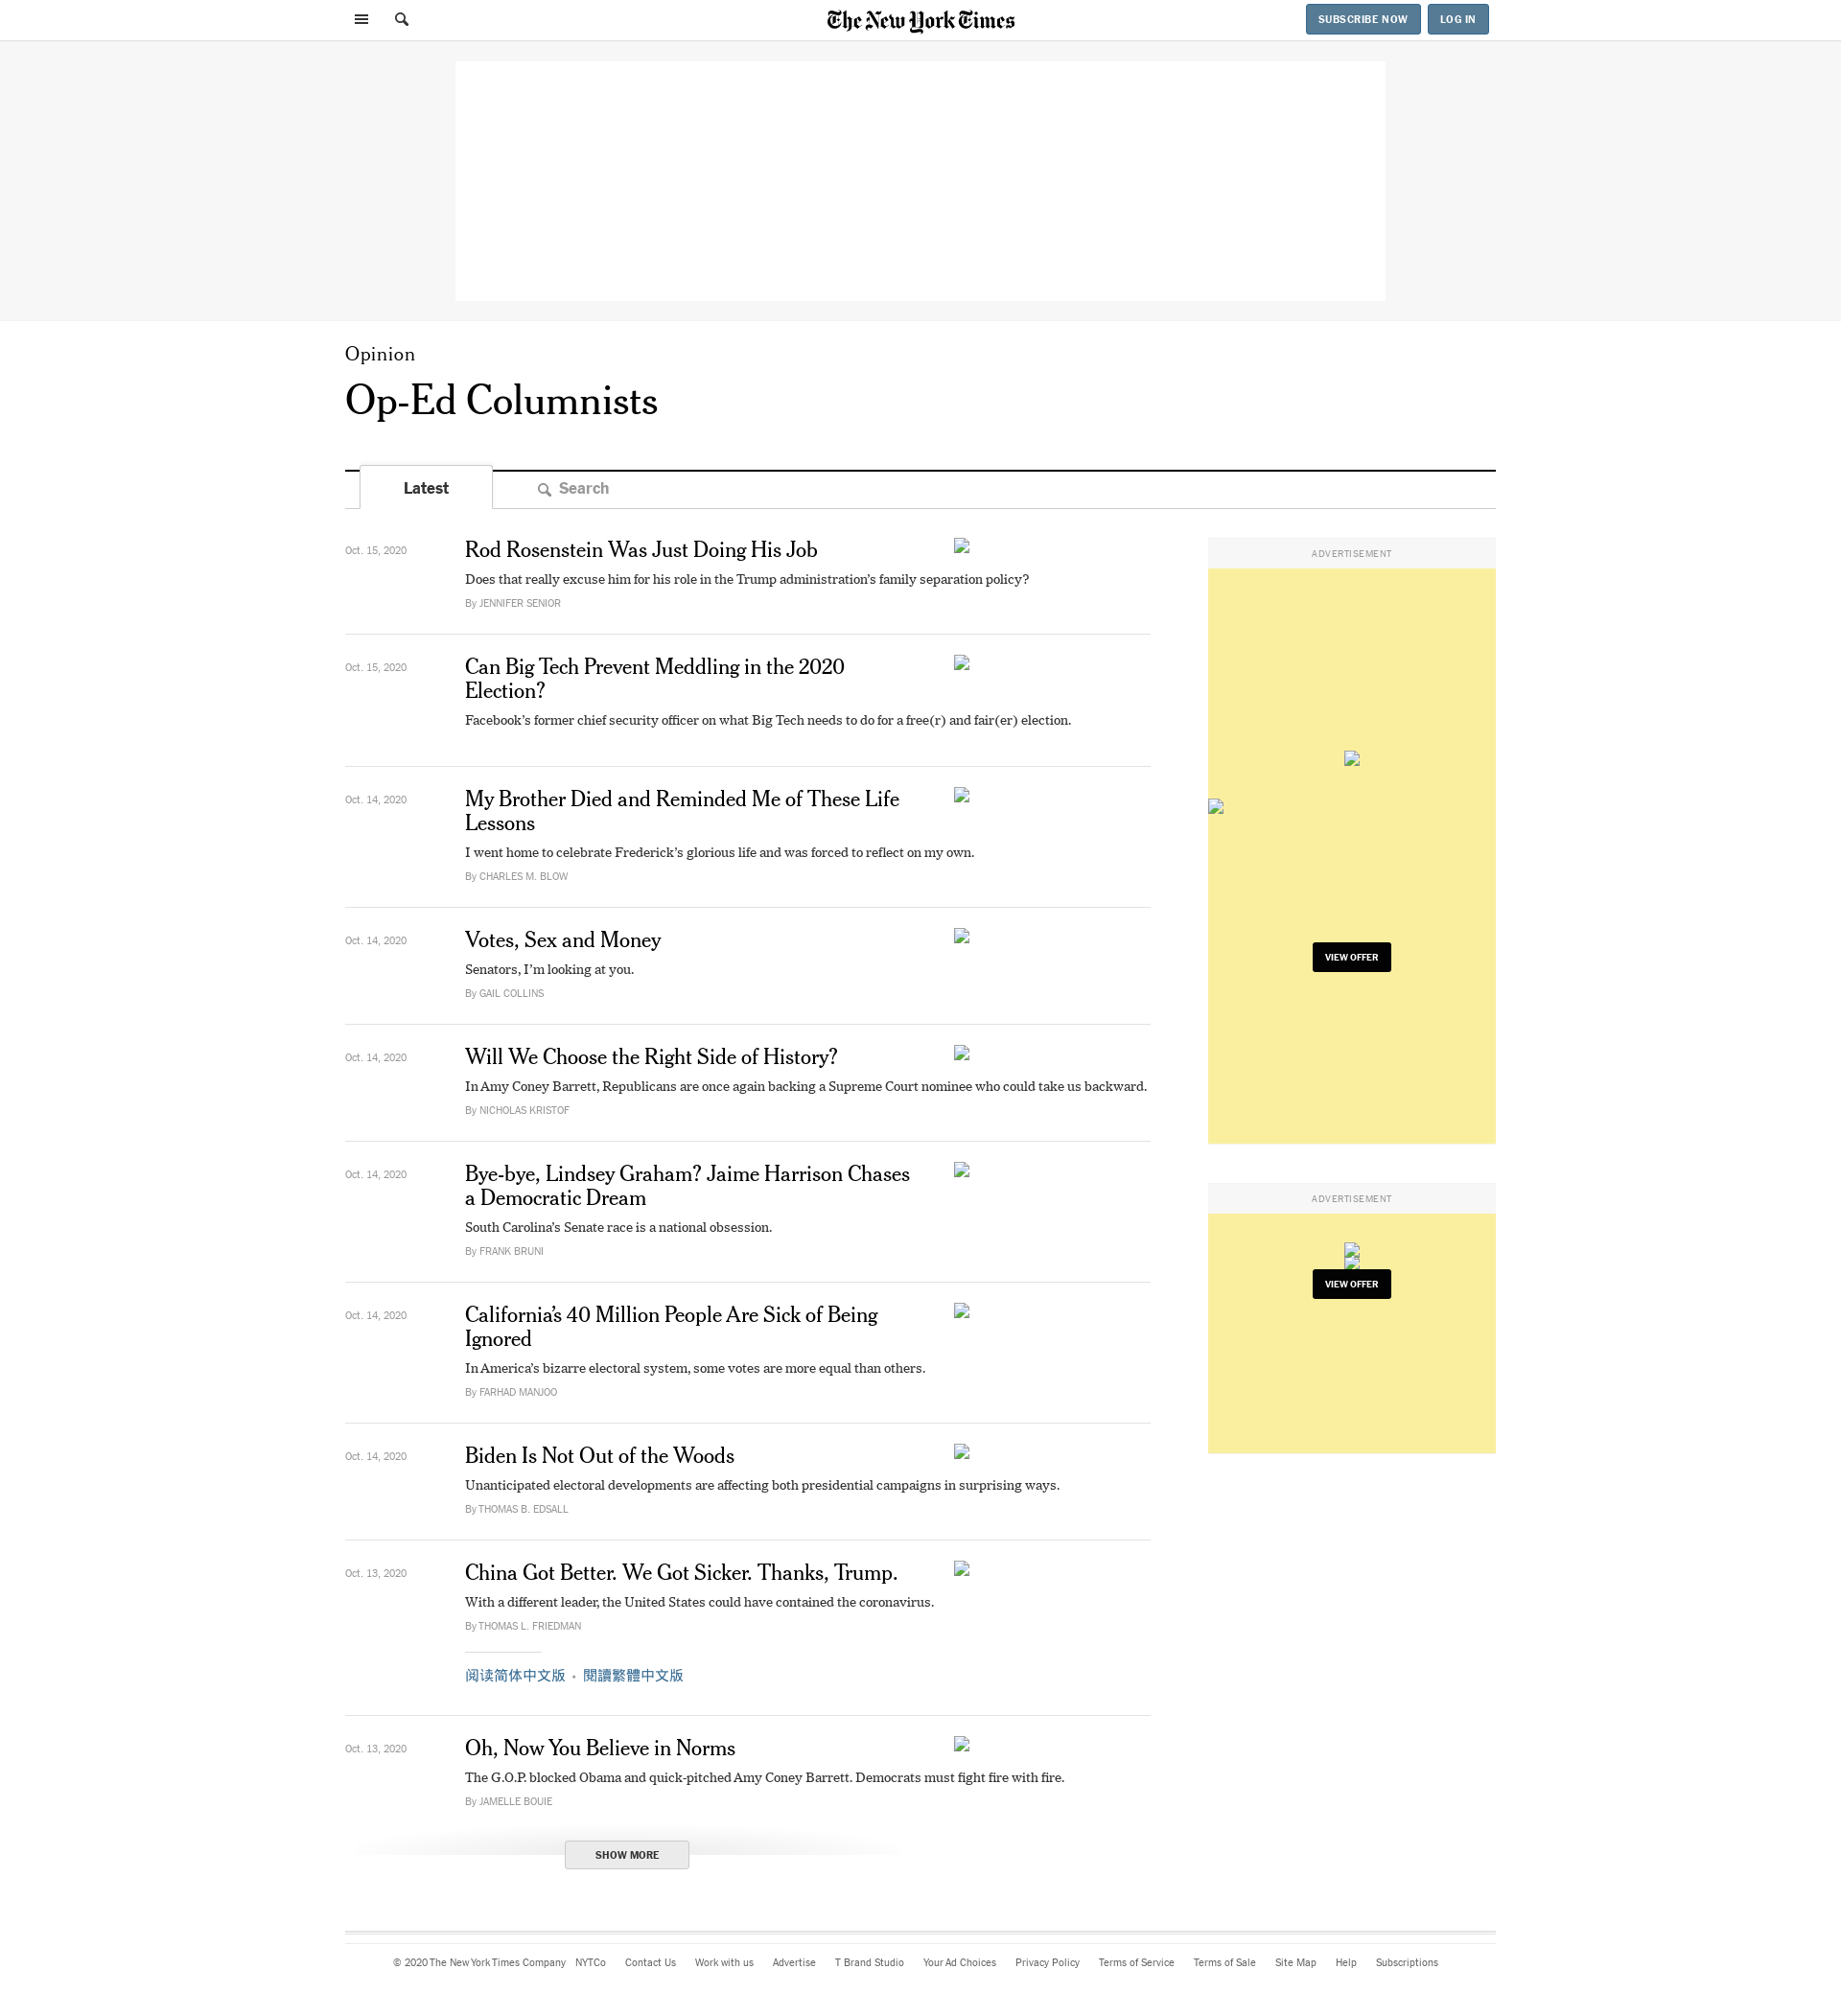 The New York Times
SUBSCRIBE NOW
LOG IN
Opinion
Op-Ed Columnists
Latest
Search
Oct. 15, 2020
Rod Rosenstein Was Just Doing His Job
Does that really excuse him for his role in the Trump administration’s family separation policy?
By JENNIFER SENIOR
Oct. 15, 2020
Can Big Tech Prevent Meddling in the 2020
Election?
Facebook’s former chief security officer on what Big Tech needs to do for a free(r) and fair(er) election.
Oct. 14, 2020
My Brother Died and Reminded Me of These Life
Lessons
I went home to celebrate Frederick’s glorious life and was forced to reflect on my own.
By CHARLES M. BLOW
Oct. 14, 2020
Votes, Sex and Money
Senators, I’m looking at you.
By GAIL COLLINS
Oct. 14, 2020
Will We Choose the Right Side of History?
In Amy Coney Barrett, Republicans are once again backing a Supreme Court nominee who could take us backward.
By NICHOLAS KRISTOF
Oct. 14, 2020
Bye-bye, Lindsey Graham? Jaime Harrison Chases
a Democratic Dream
South Carolina’s Senate race is a national obsession.
By FRANK BRUNI
Oct. 14, 2020
California’s 40 Million People Are Sick of Being
Ignored
In America’s bizarre electoral system, some votes are more equal than others.
By FARHAD MANJOO
Oct. 14, 2020
Biden Is Not Out of the Woods
Unanticipated electoral developments are affecting both presidential campaigns in surprising ways.
By THOMAS B. EDSALL
Oct. 13, 2020
China Got Better. We Got Sicker. Thanks, Trump.
With a different leader, the United States could have contained the coronavirus.
By THOMAS L. FRIEDMAN
阅读简体中文版 • 閱讀繁體中文版
Oct. 13, 2020
Oh, Now You Believe in Norms
The G.O.P. blocked Obama and quick-pitched Amy Coney Barrett. Democrats must fight fire with fire.
By JAMELLE BOUIE
SHOW MORE
ADVERTISEMENT
VIEW OFFER
ADVERTISEMENT
VIEW OFFER
© 2020 The New York Times Company NYTCo Contact Us Work with us Advertise T Brand Studio Your Ad Choices Privacy Policy Terms of Service Terms of Sale Site Map Help Subscriptions